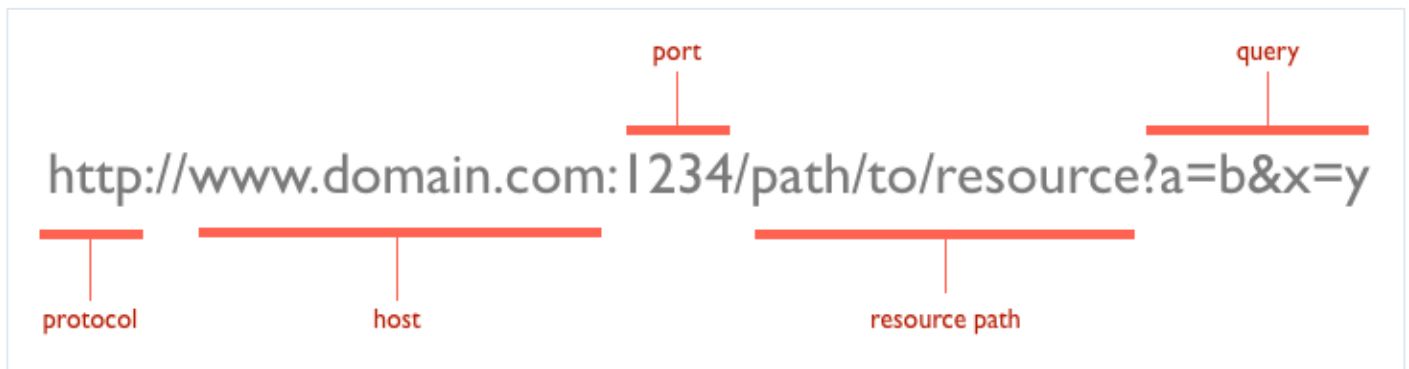 port query
http://www.domain.com:1234/path/to/resource?a=b&x=y
protocol host resource path